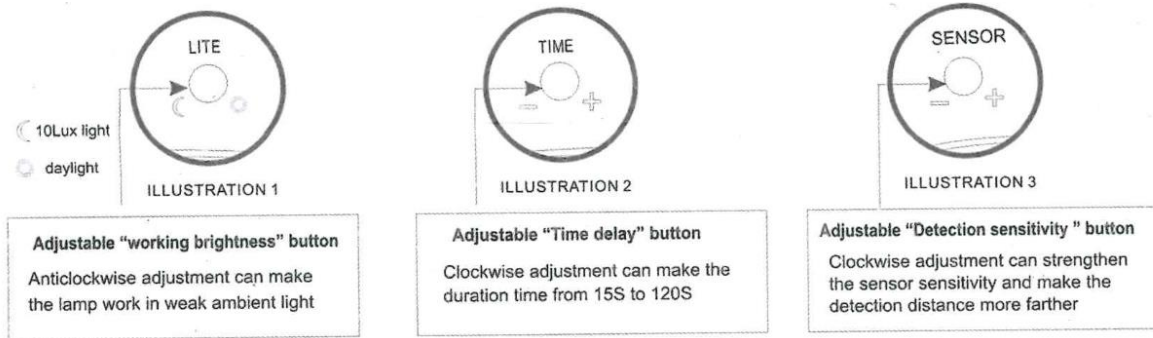 LITE
10Lux light
daylight
ILLUSTRATION 1
Adjustable “working brightness” button
Anticlockwise adjustment can make
the lamp work in weak ambient light
TIME
- +
ILLUSTRATION 2
Adjustable “Time delay” button
Clockwise adjustment can make the
duration time from 15S to 120S
SENSOR
- +
ILLUSTRATION 3
Adjustable “Detection sensitivity ” button
Clockwise adjustment can strengthen
the sensor sensitivity and make the
detection distance more farther